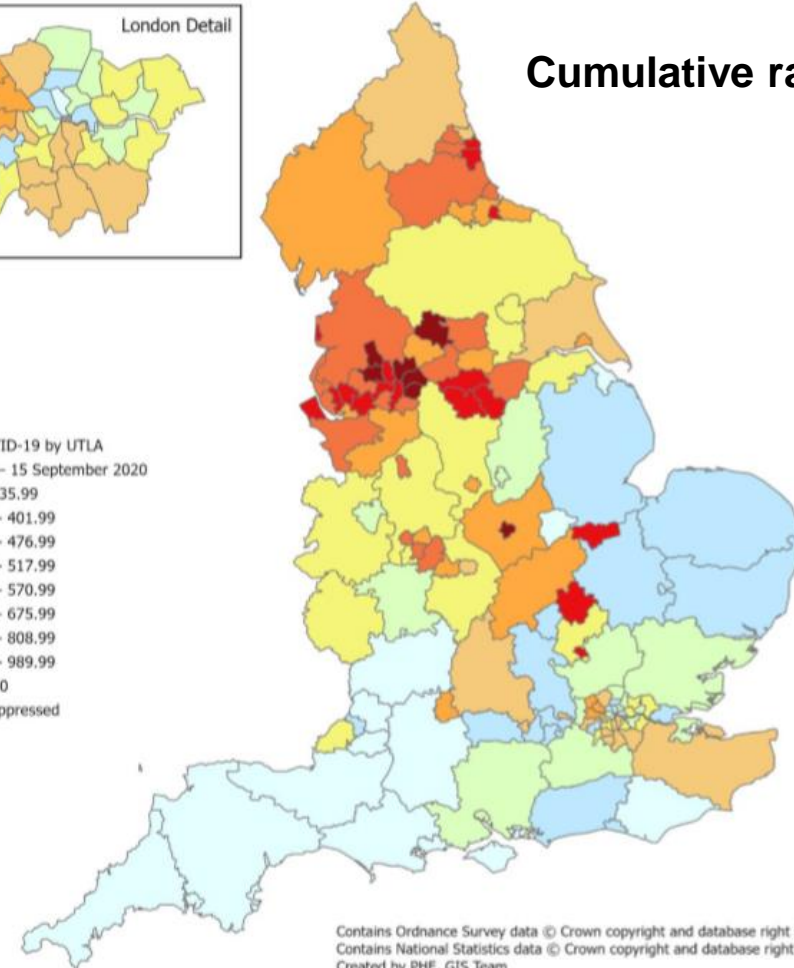 London Detail
Cumulative ra
ID-19 by UTLA
– 15 September 2020
35.99
- 401.99
- 476.99
- 517.99
- 570.99
- 675.99
- 808.99
- 989.99
0
ppressed
Contains Ordnance Survey data © Crown copyright and database right
Contains National Statistics data © Crown copyright and database right
Created by PHE GIS Team